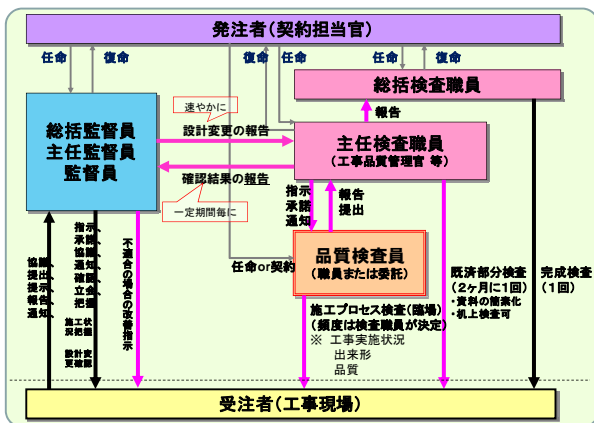 発注者（契約担当官）
任命
復命
任命
復命
任命
復命
総括検査職員
速やかに
報告
総括監督員
主任監督員
監督員
設計変更の報告
主任検査職員
（工事品質管理官 等）
確認結果の報告
一定期間毎に
指示
承諾
通知
報告
提出
品質検査員
（職員または委託）
任命or契約
協議、
提出、
提示、
報告、
通知、
指示、
承諾、
協議、
通知、
確認、
立会、
把握
施工状
況把握
設計変
更確認
不適合の場合の改善指示
施工プロセス検査（臨場）
（頻度は検査職員が決定）
※ 工事実施状況
出来形
品質
既済部分検査
（２ヶ月に１回）
・資料の簡素化
・机上検査可
完成検査
（１回）
受注者（工事現場）